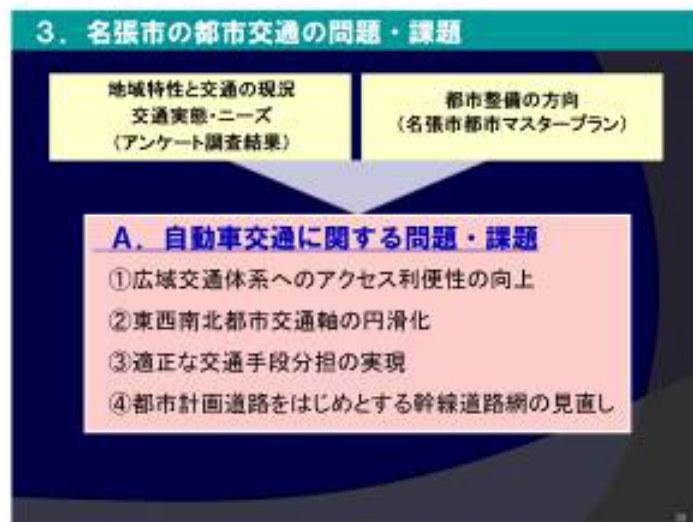 3．名張市の都市交通の問題・課題
地域特性と交通の現況
交通実態・ニーズ
（アンケート調査結果）
都市整備の方向
（名張市都市マスタープラン）
A．自動車交通に関する問題・課題
①広域交通体系へのアクセス利便性の向上
②東西南北都市交通軸の円滑化
③適正な交通手段分担の実現
④都市計画道路をはじめとする幹線道路網の見直し